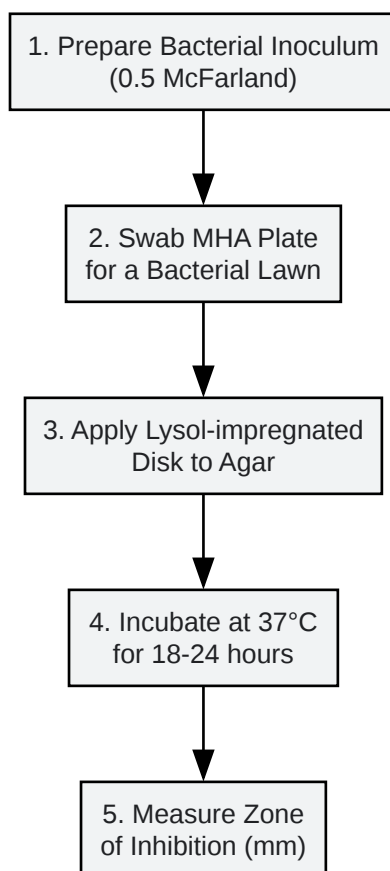 1. Prepare Bacterial Inoculum
(0.5 McFarland)
2. Swab MHA Plate
for a Bacterial Lawn
3. Apply Lysol-impregnated
Disk to Agar
4. Incubate at 37°C
for 18-24 hours
5. Measure Zone
of Inhibition (mm)